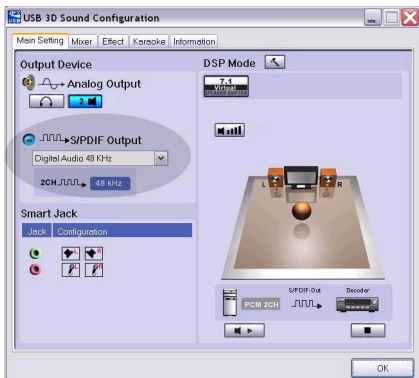 USB 3D Sound Configuration
Main Setting Mixer Effect Karaoke Information
Output Device
Analog Output
2
S/PDIF Output
Digital Audio 48 KHz
2CH 48 kHz
Smart Jack
Jack Configuration
L R
L R
DSP Mode
7.1
Virtual
SPEAKER SHIFTER
L R
S/PDIF-Out Decoder
PCM 2CH
OK